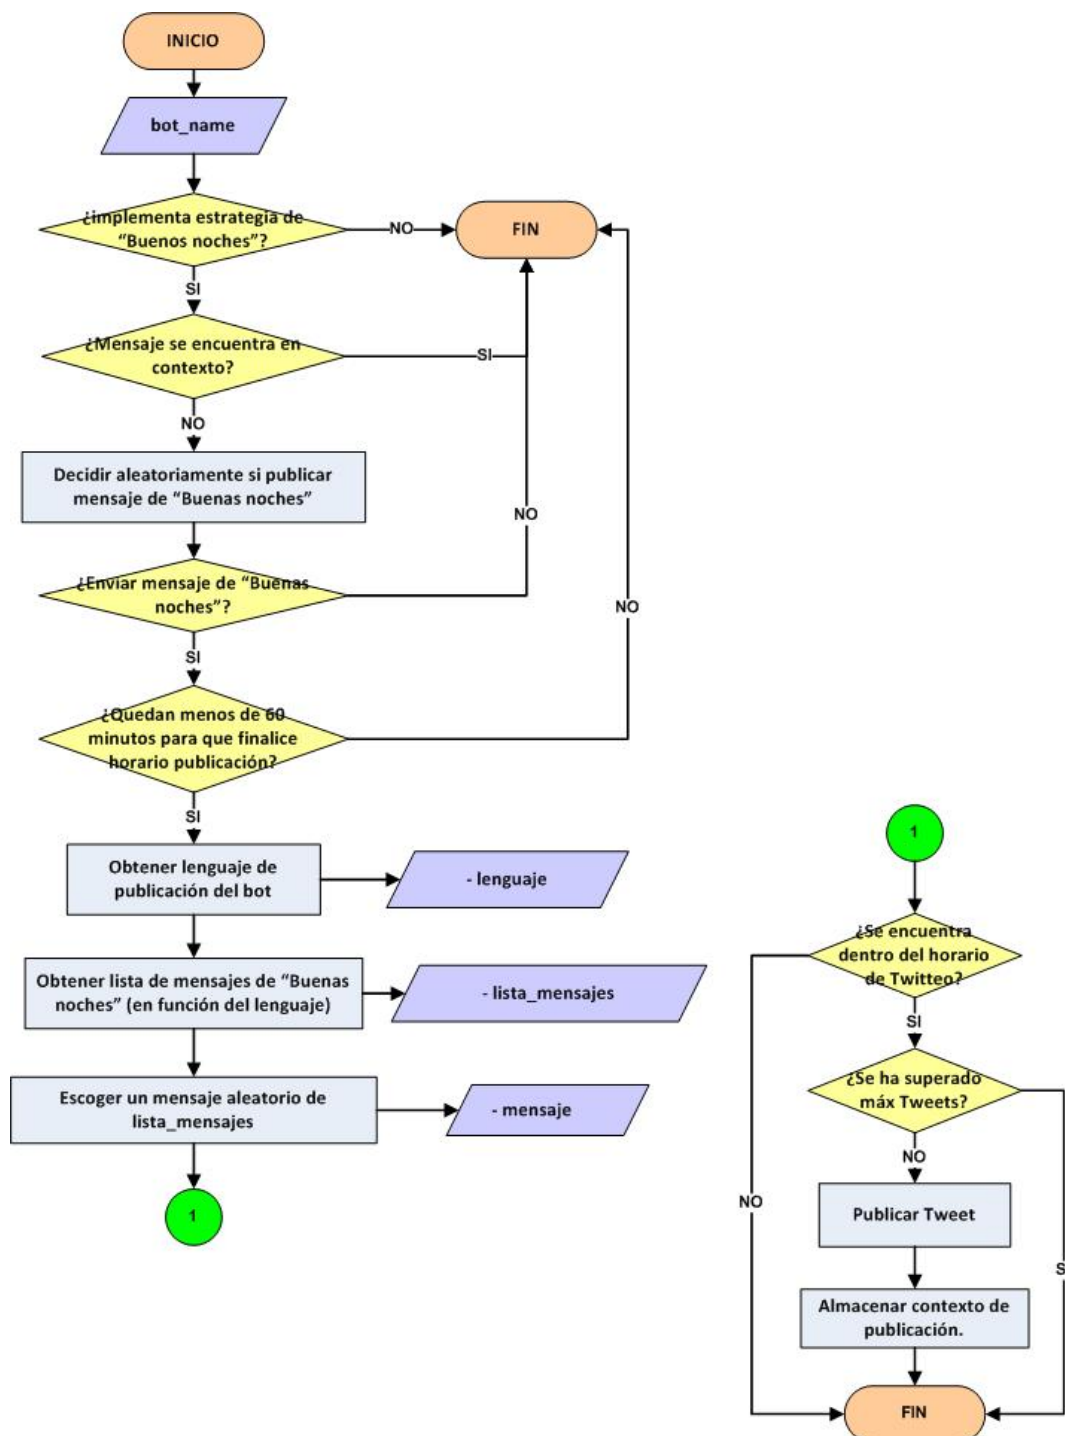 INICIO
bot_name
¿implementa estrategia de
“Buenos noches”?
NO
FIN
SI
¿Mensaje se encuentra en
contexto?
SI
NO
Decidir aleatoriamente si publicar
mensaje de “Buenas noches”
NO
¿Enviar mensaje de “Buenas
noches”?
NO
SI
¿Quedan menos de 60
minutos para que finalice
horario publicación?
SI
Obtener lenguaje de
publicación del bot
- lenguaje
Obtener lista de mensajes de “Buenas
noches” (en función del lenguaje)
- lista_mensajes
Escoger un mensaje aleatorio de
lista_mensajes
- mensaje
1
1
¿Se encuentra
dentro del horario
de Twitteo?
SI
¿Se ha superado
máx Tweets?
NO
NO
Publicar Tweet
S
Almacenar contexto de
publicación.
FIN